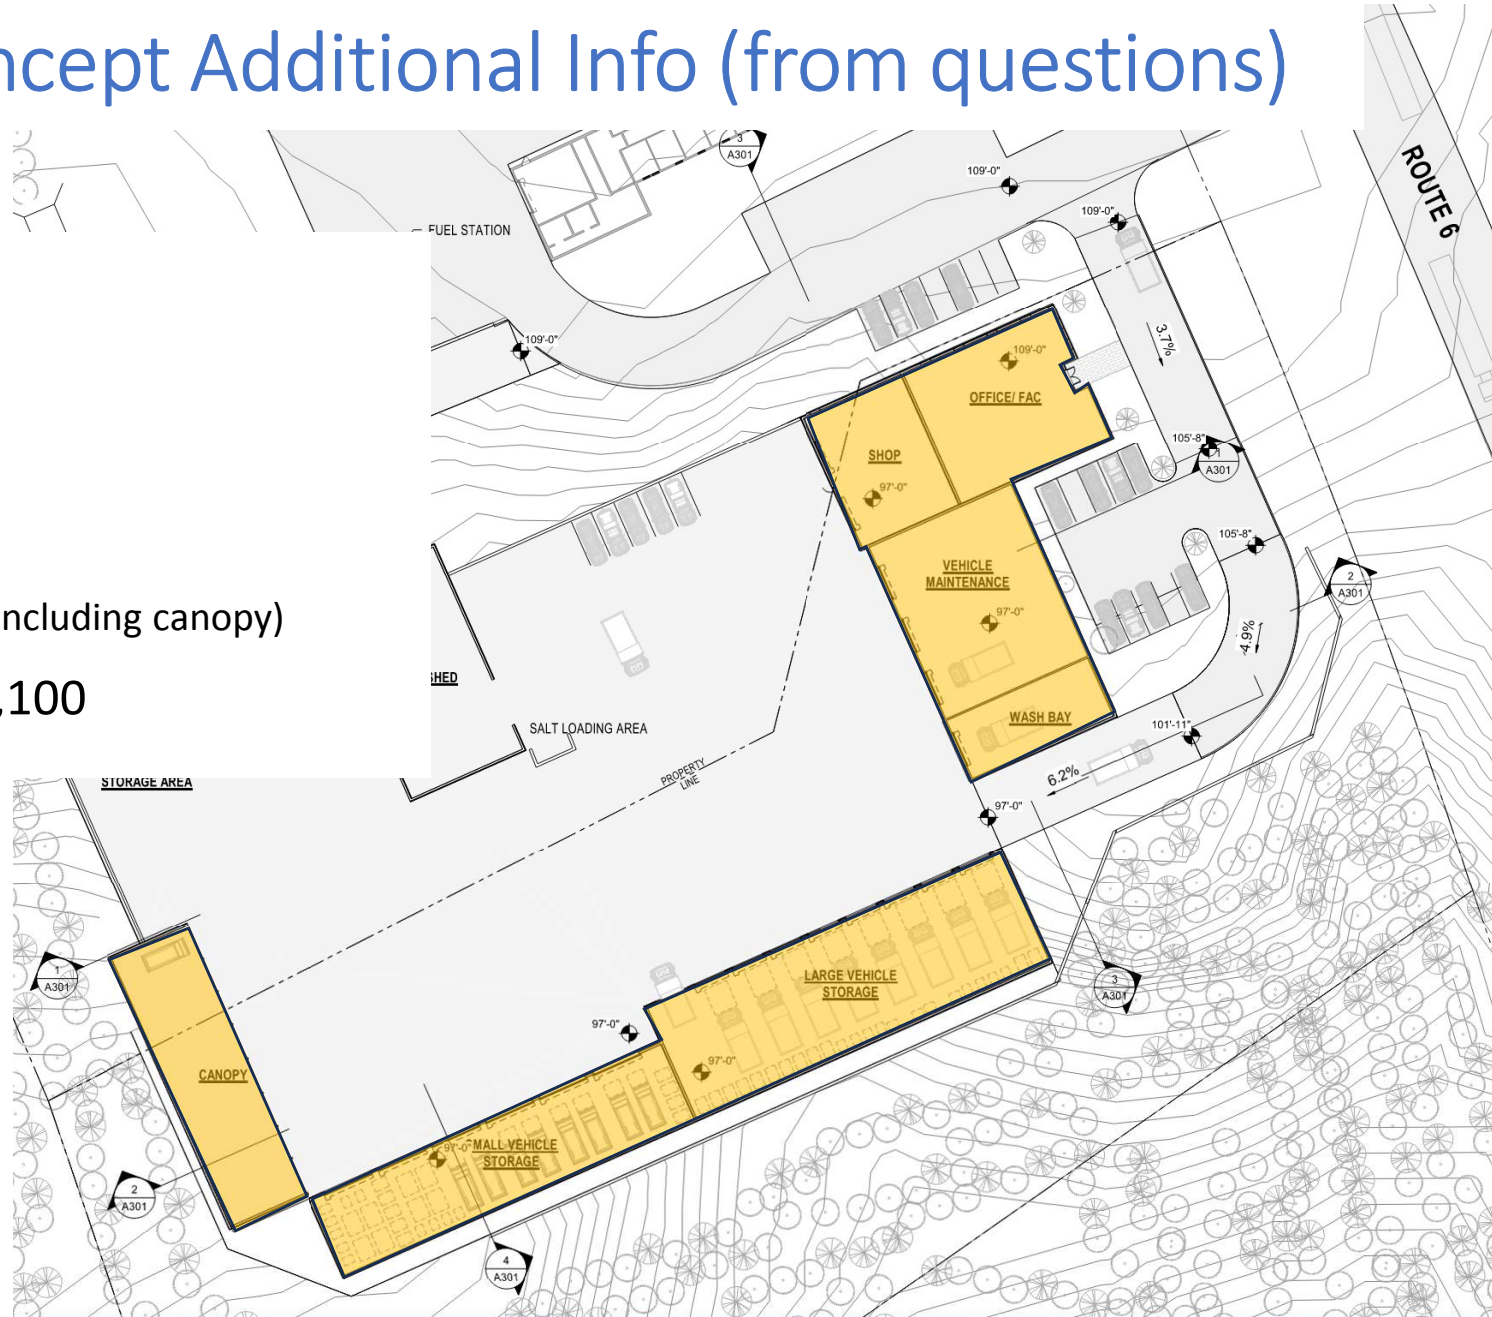 ncept Additional Info (from questions)
3
A301
109'-0"
109'-0"
ROUTE 6
FUEL STATION
109'-0"
3.7%
109'-0"
OFFICE/ FAC
105'-8"
1
A301
SHOP
97'-0"
105'-8"
VEHICLE
MAINTENANCE
2
A301
97'-0"
4.9%
ncluding canopy)
HED
,100
SALT LOADING AREA
WASH BAY
101'-11"
PROPERTY
LINE
6.2%
STORAGE AREA
97'-0"
1
A301
LARGE VEHICLE
STORAGE
3
A301
97'-0"
97'-0"
CANOPY
97'-0"
MALL VEHICLE
STORAGE
2
A301
4
A301